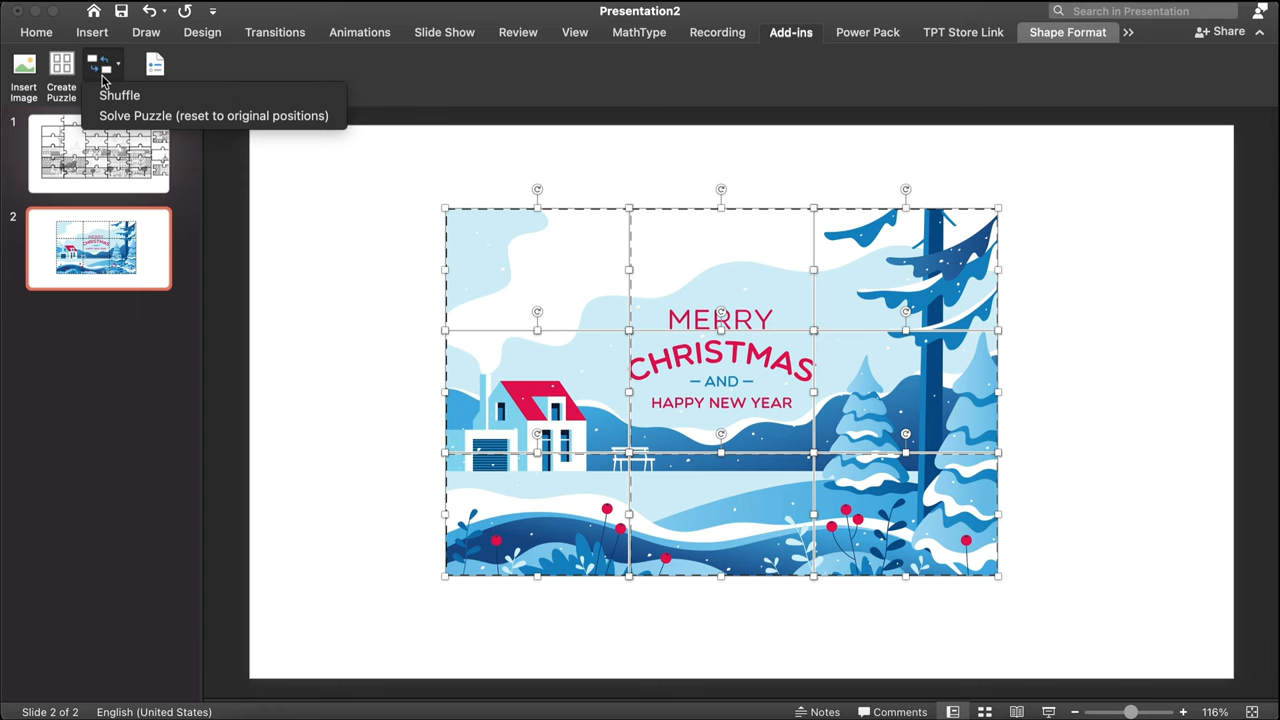 Presentation2
Search in Presentation
Home Insert Draw Design Transitions Animations Slide Show Review View MathType Recording Add-ins Power Pack TPT Store Link Shape Format Share
Insert Image
Create Puzzle
Shuffle
Solve Puzzle (reset to original positions)
1
2
MERRY
CHRISTMAS
AND
HAPPY NEW YEAR
Slide 2 of 2 English (United States) Notes Comments 116%